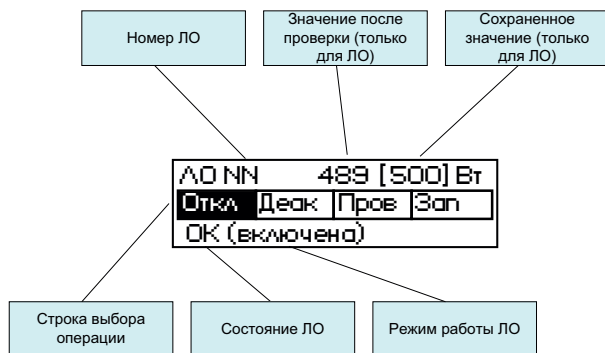 Номер ЛО
Значение после
проверки (только
для ЛО)
Сохраненное
значение (только
для ЛО)
ЛО NN 489 [500] Вт
Откл Деак Пров Зап
ОК (включена)
Строка выбора
операции
Состояние ЛО
Режим работы ЛО